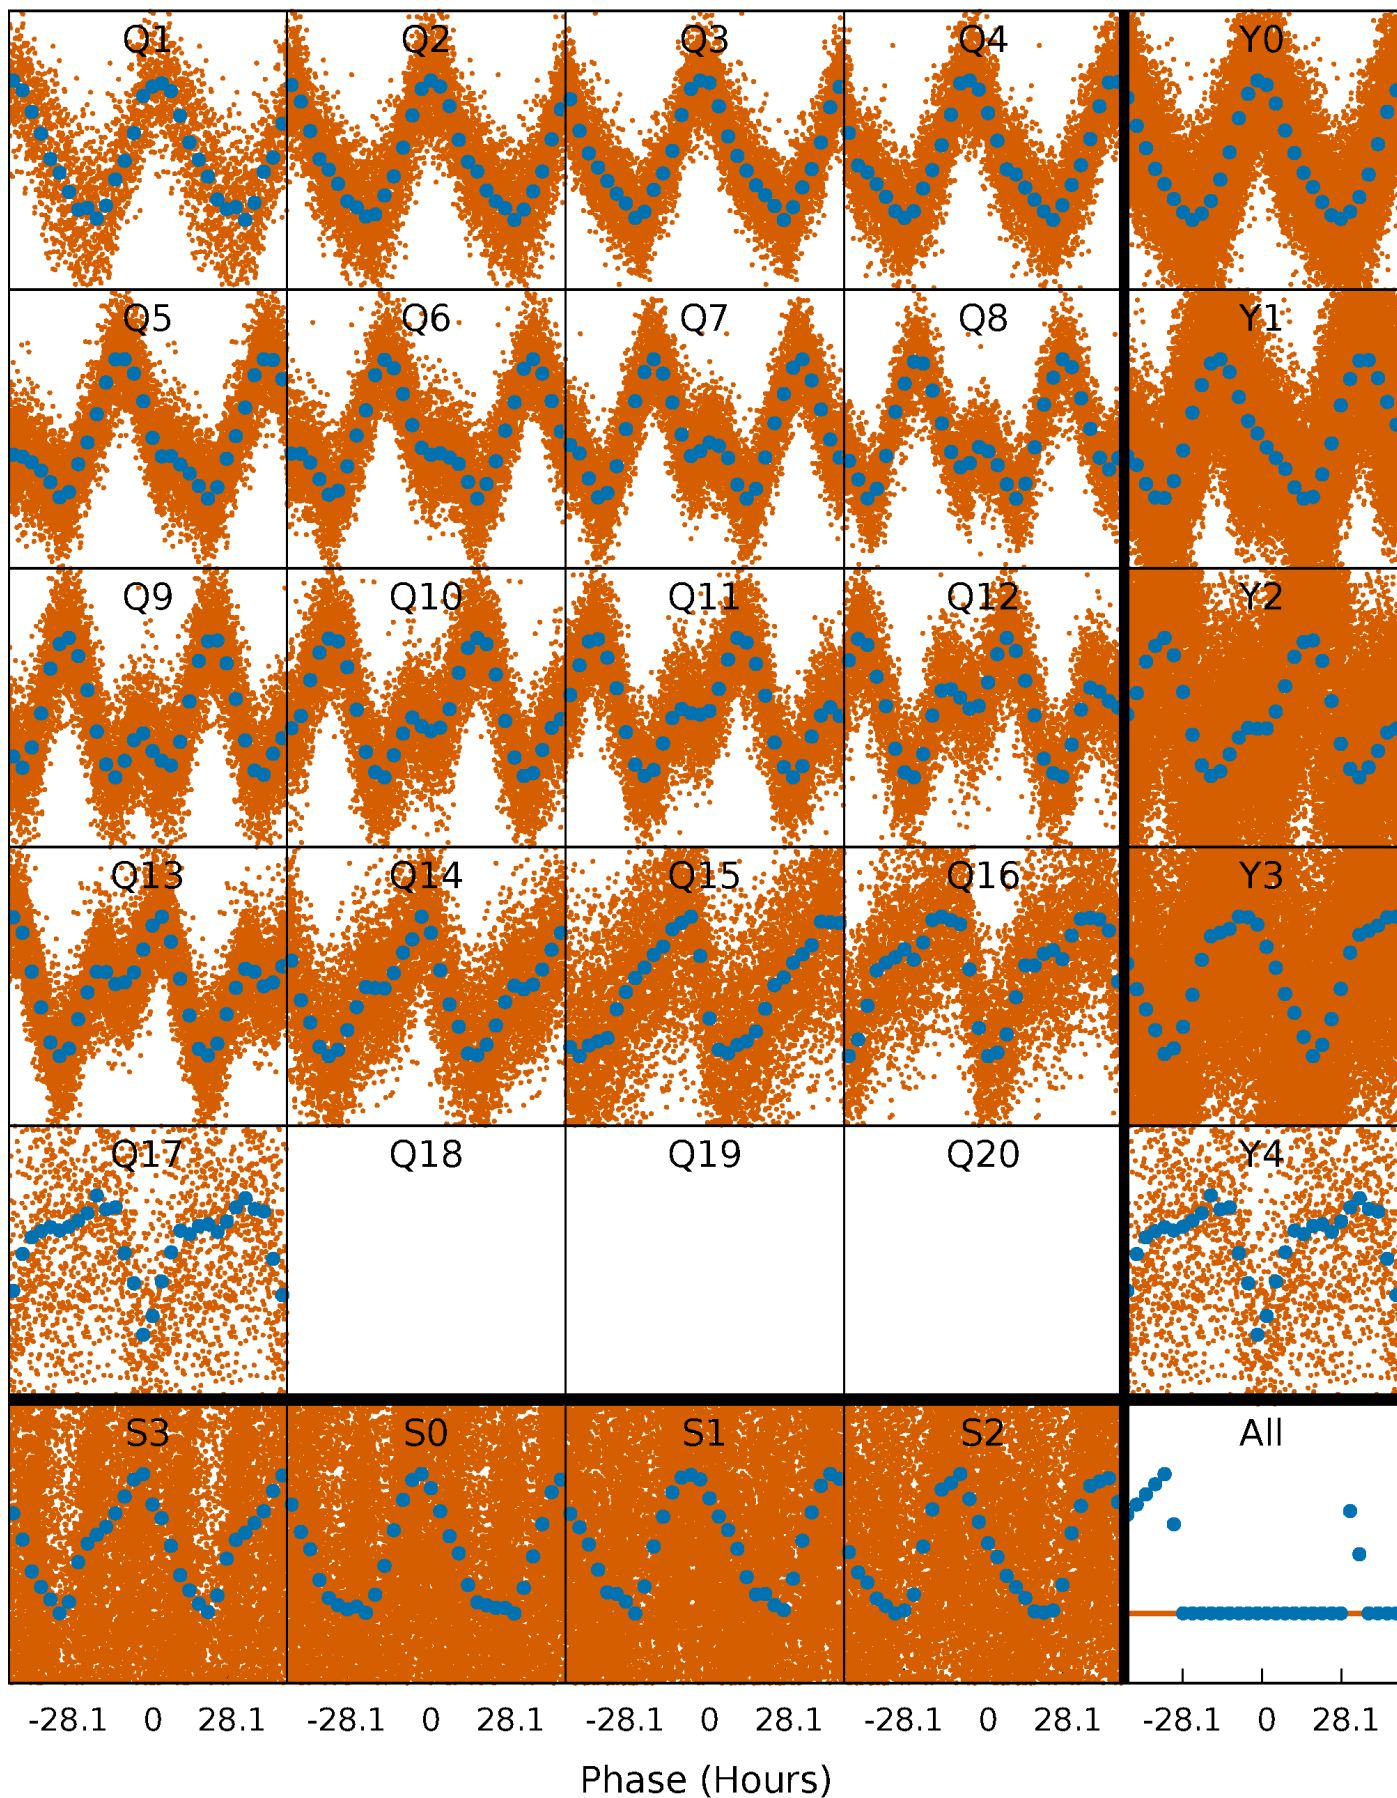 Q1 Q2 Q3 Q4 Y0
Q5 Q6 Q7 Q8 Y1
Q9 Q10 Q11 Q12 Y2
Q13 Q14 Q15 Q16 Y3
Q17 Q18 Q19 Q20 Y4
S3 S0 S1 S2 All
-28.1 0 28.1 -28.1 0 28.1 -28.1 0 28.1 -28.1 0 28.1 -28.1 0 28.1
Phase (Hours)